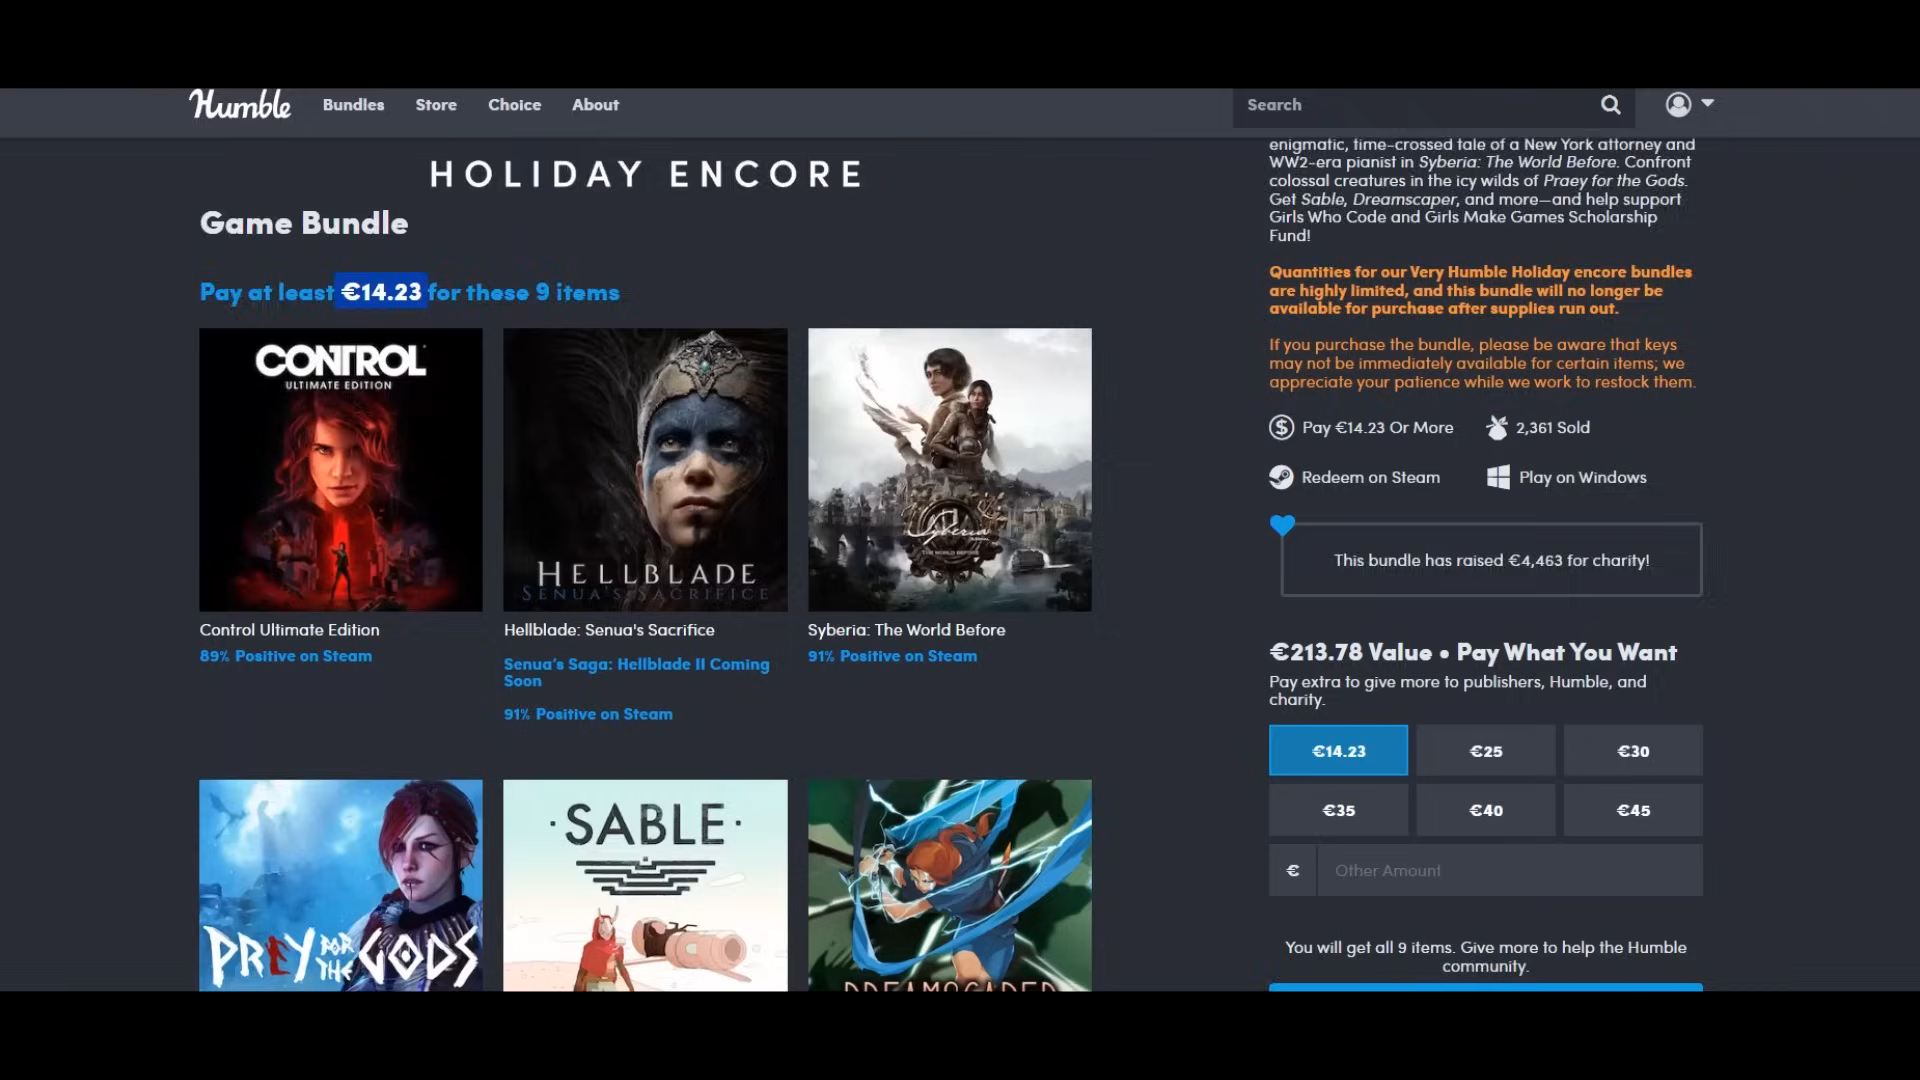 Humble
Bundles
Store
Choice
About
Search
HOLIDAY ENCORE
Game Bundle
Pay at least €14.23 for these 9 items
CONTROL
ULTIMATE EDITION
HELLBLADE
SENUA'S SACRIFICE
Syberia
THE WORLD BEFORE
Control Ultimate Edition
89% Positive on Steam
Hellblade: Senua's Sacrifice
Senua's Saga: Hellblade II Coming
Soon
91% Positive on Steam
Syberia: The World Before
91% Positive on Steam
PREY FOR THE GODS
·SABLE·
DREAMSCAPER
enigmatic, time-crossed tale of a New York attorney and
WW2-era pianist in Syberia: The World Before. Confront
colossal creatures in the icy wilds of Praey for the Gods.
Get Sable, Dreamscaper, and more—and help support
Girls Who Code and Girls Make Games Scholarship
Fund!
Quantities for our Very Humble Holiday encore bundles
are highly limited, and this bundle will no longer be
available for purchase after supplies run out.
If you purchase the bundle, please be aware that keys
may not be immediately available for certain items; we
appreciate your patience while we work to restock them.
Pay €14.23 Or More
2,361 Sold
Redeem on Steam
Play on Windows
This bundle has raised €4,463 for charity!
€213.78 Value • Pay What You Want
Pay extra to give more to publishers, Humble, and
charity.
€14.23
€25
€30
€35
€40
€45
€
Other Amount
You will get all 9 items. Give more to help the Humble
community.